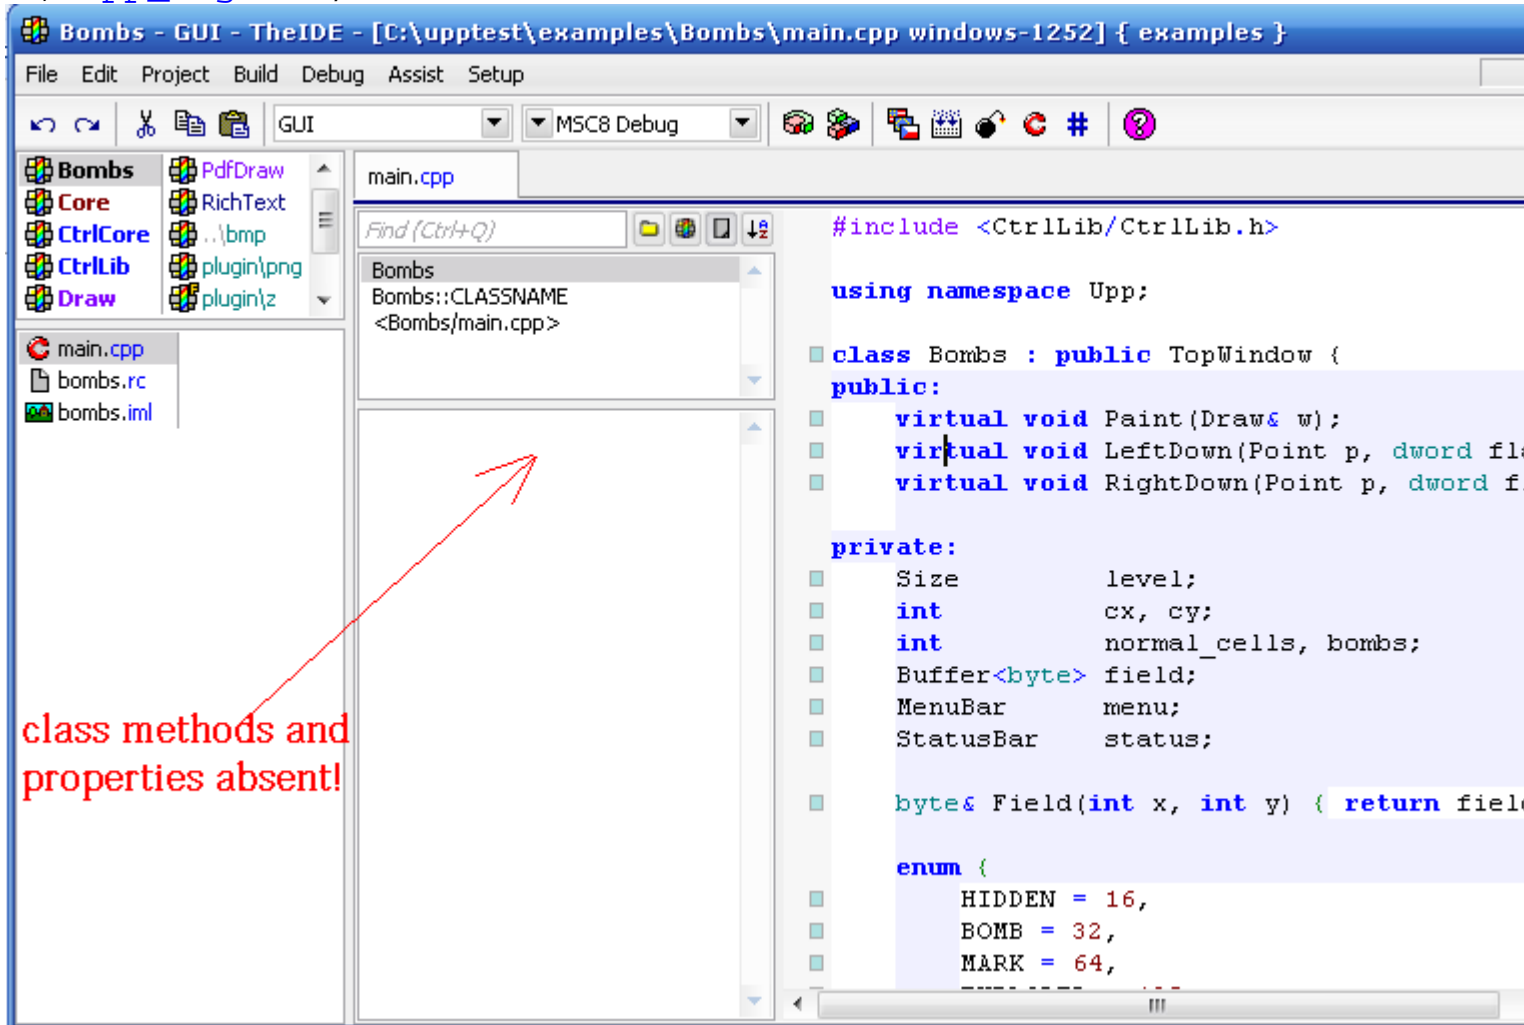 Bombs - GUI - TheIDE - [C:\upptest\examples\Bombs\main.cpp windows-1252] { examples }
File Edit Project Build Debug Assist Setup
GUI MSC8 Debug
Bombs PdfDraw
Core RichText
CtrlCore ..\bmp
CtrlLib plugin\png
Draw plugin\z
main.cpp
bombs.rc
bombs.iml
class methods and
properties absent!
main.cpp
Find (Ctrl+Q)
Bombs
Bombs::CLASSNAME
<Bombs/main.cpp>
#include <CtrlLib/CtrlLib.h>
using namespace Upp;
class Bombs : public TopWindow {
public:
virtual void Paint(Draw& w);
virtual void LeftDown(Point p, dword fla
virtual void RightDown(Point p, dword f
private:
Size level;
int cx, cy;
int normal_cells, bombs;
Buffer<byte> field;
MenuBar menu;
StatusBar status;
byte& Field(int x, int y) { return fiel
enum {
HIDDEN = 16,
BOMB = 32,
MARK = 64,